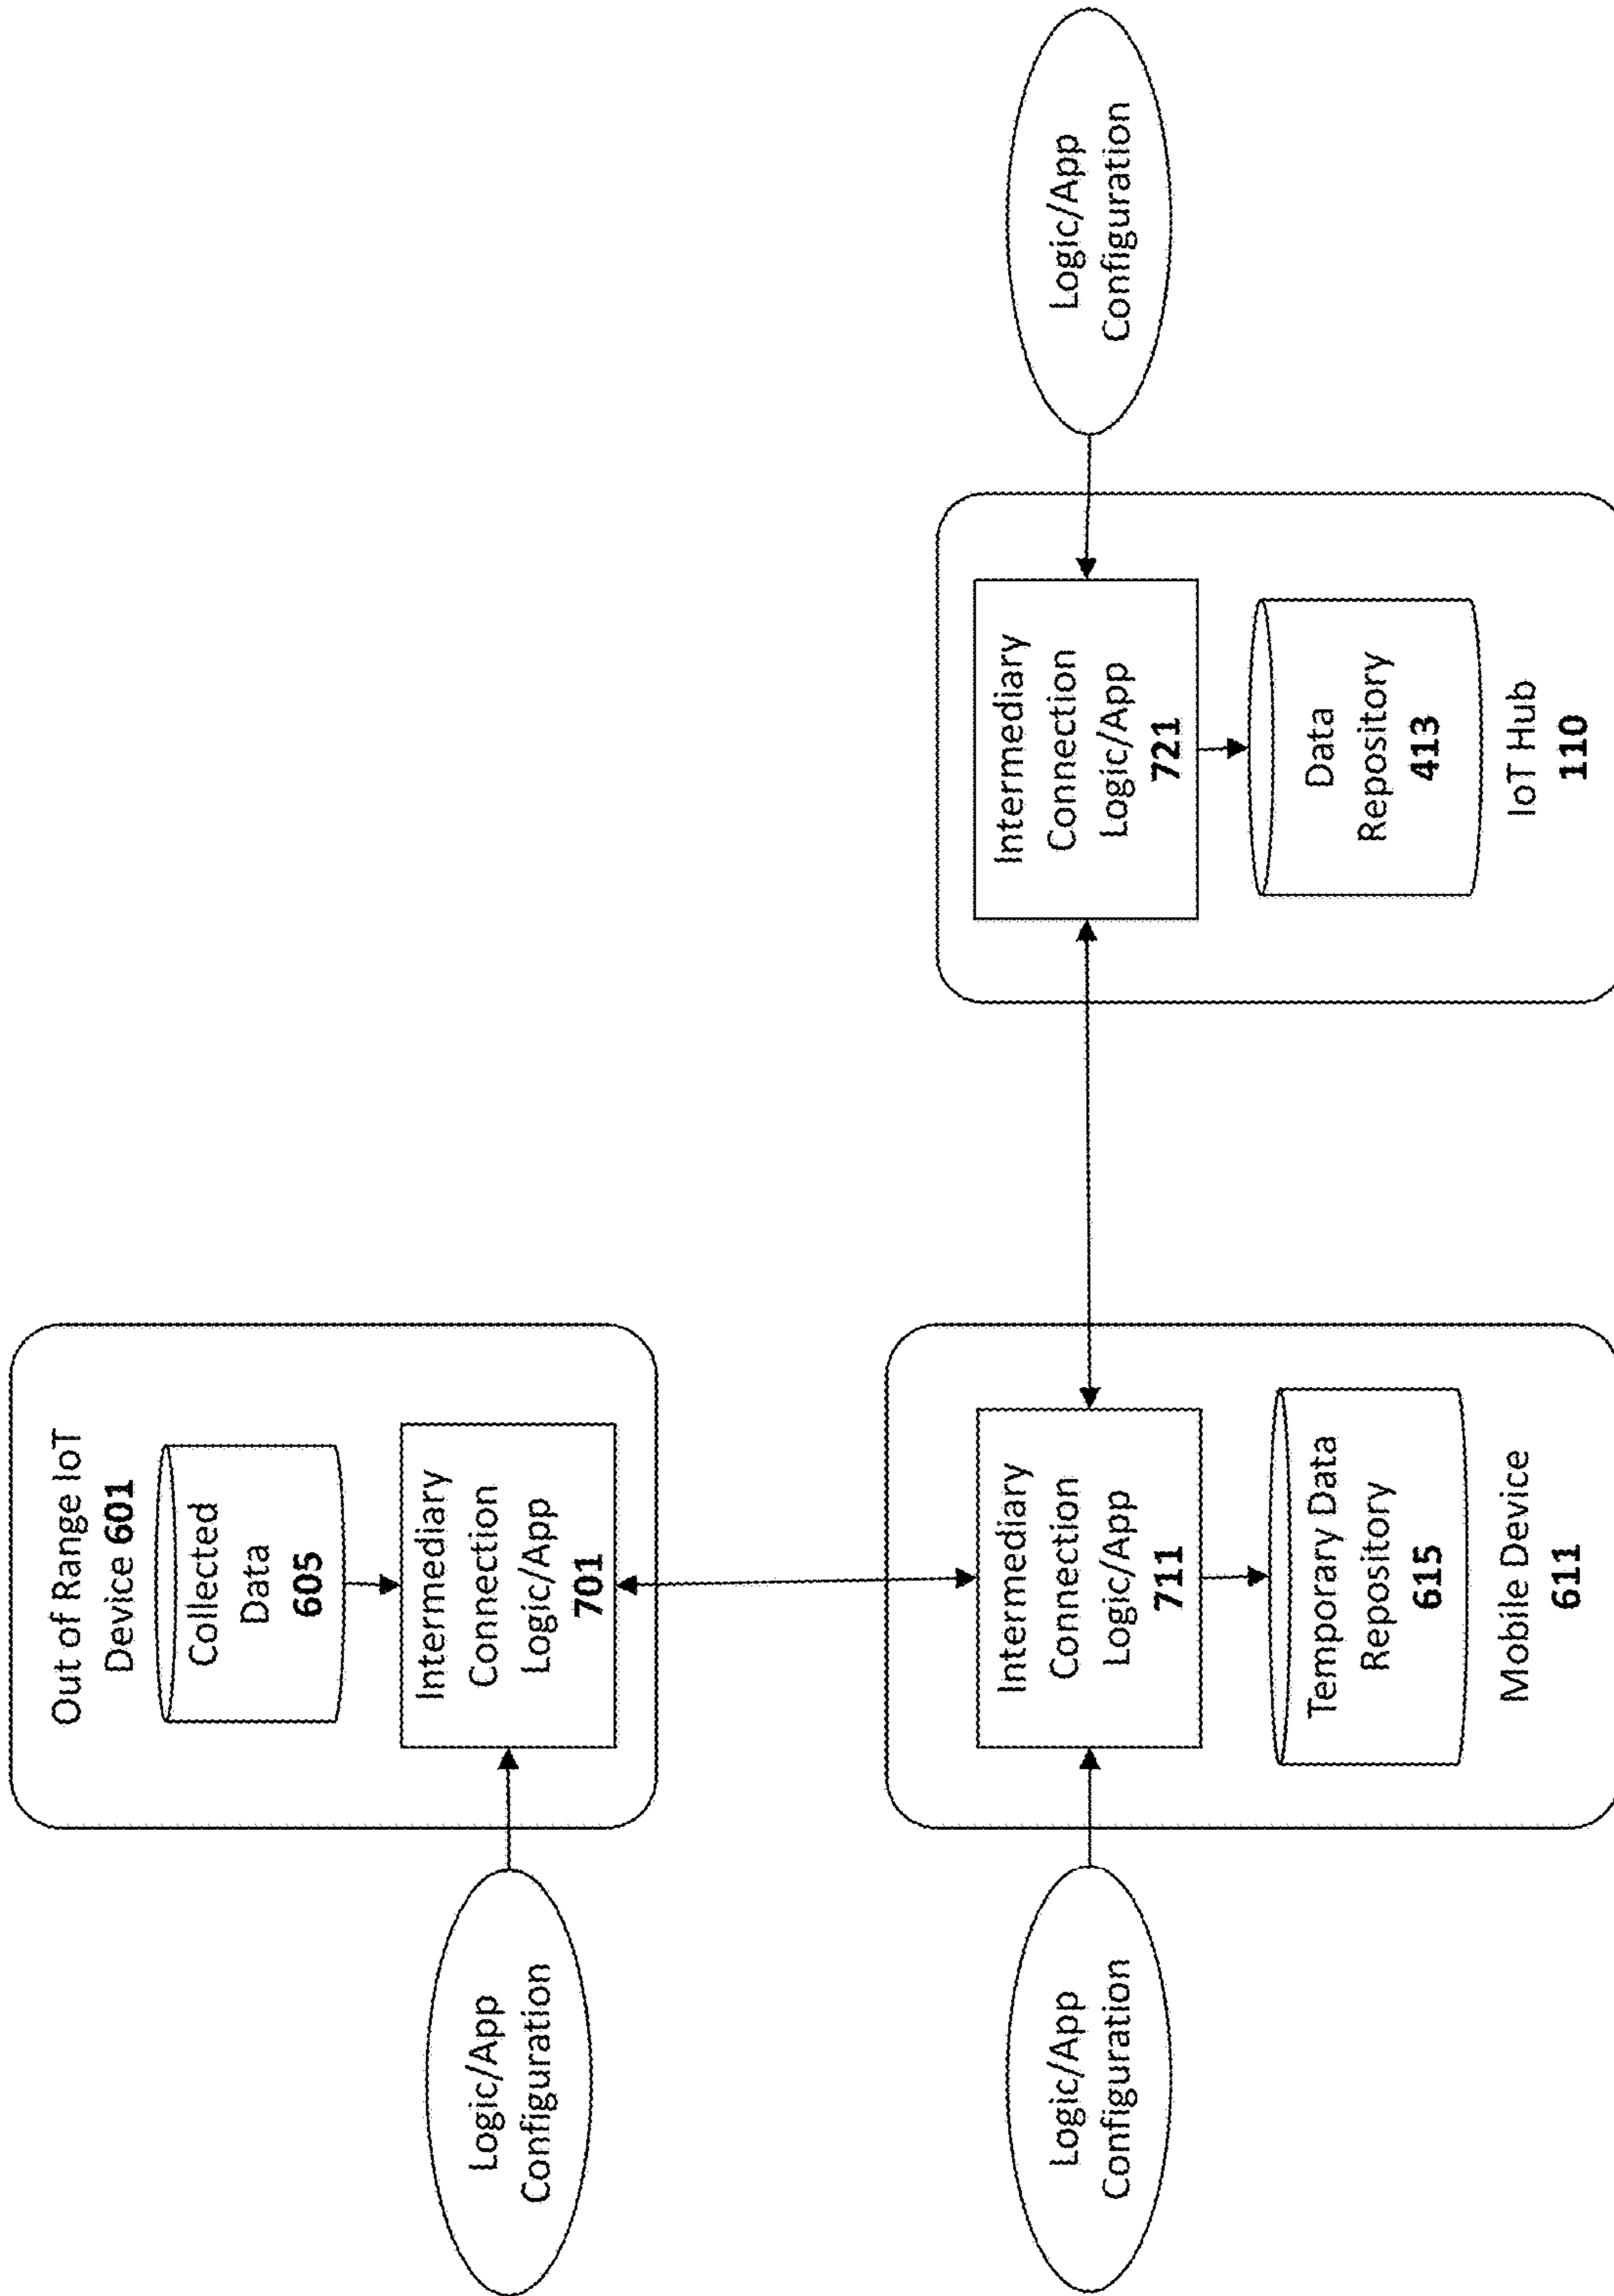 Out of Range IoT
Device 601
Collected
Data
605
Intermediary
Connection
Logic/App
701
Logic/App
Configuration
Logic/App
Configuration
Intermediary
Connection
Logic/App
711
Temporary Data
Repository
615
Mobile Device
611
Intermediary
Connection
Logic/App
721
Data
Repository
413
IoT Hub
110
Logic/App
Configuration